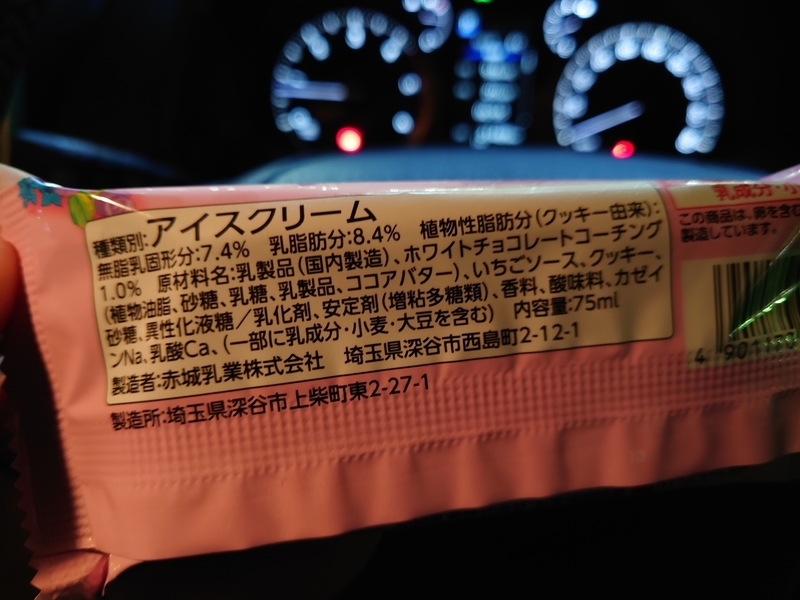 種類別:アイスクリーム
無脂乳固形分:7.4% 乳脂肪分:8.4% 植物性脂肪分(クッキー由来):
1.0% 原材料名:乳製品(国内製造)、ホワイトチョコレートコーチング
(植物油脂、砂糖、乳糖、乳製品、ココアバター)、いちごソース、クッキー、
砂糖、異性化液糖/乳化剤、安定剤(増粘多糖類)、香料、酸味料、カゼイ
ンNa、乳酸Ca、(一部に乳成分・小麦・大豆を含む) 内容量:75ml
製造者:赤城乳業株式会社 埼玉県深谷市西島町2-12-1
製造所:埼玉県深谷市上柴町東2-27-1
乳成分・小
この商品は、卵を含む
製造しています。
4 901